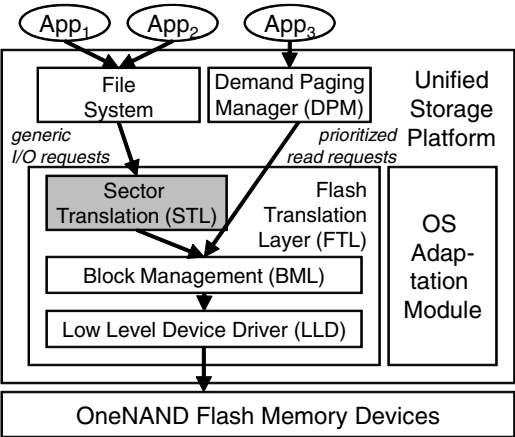 App1
App2
App3
File
System
Demand Paging
Manager (DPM)
Unified
Storage
Platform
generic
I/O requests
prioritized
read requests
Sector
Translation (STL)
Flash
Translation
Layer (FTL)
OS
Adap-
tation
Module
Block Management (BML)
Low Level Device Driver (LLD)
OneNAND Flash Memory Devices